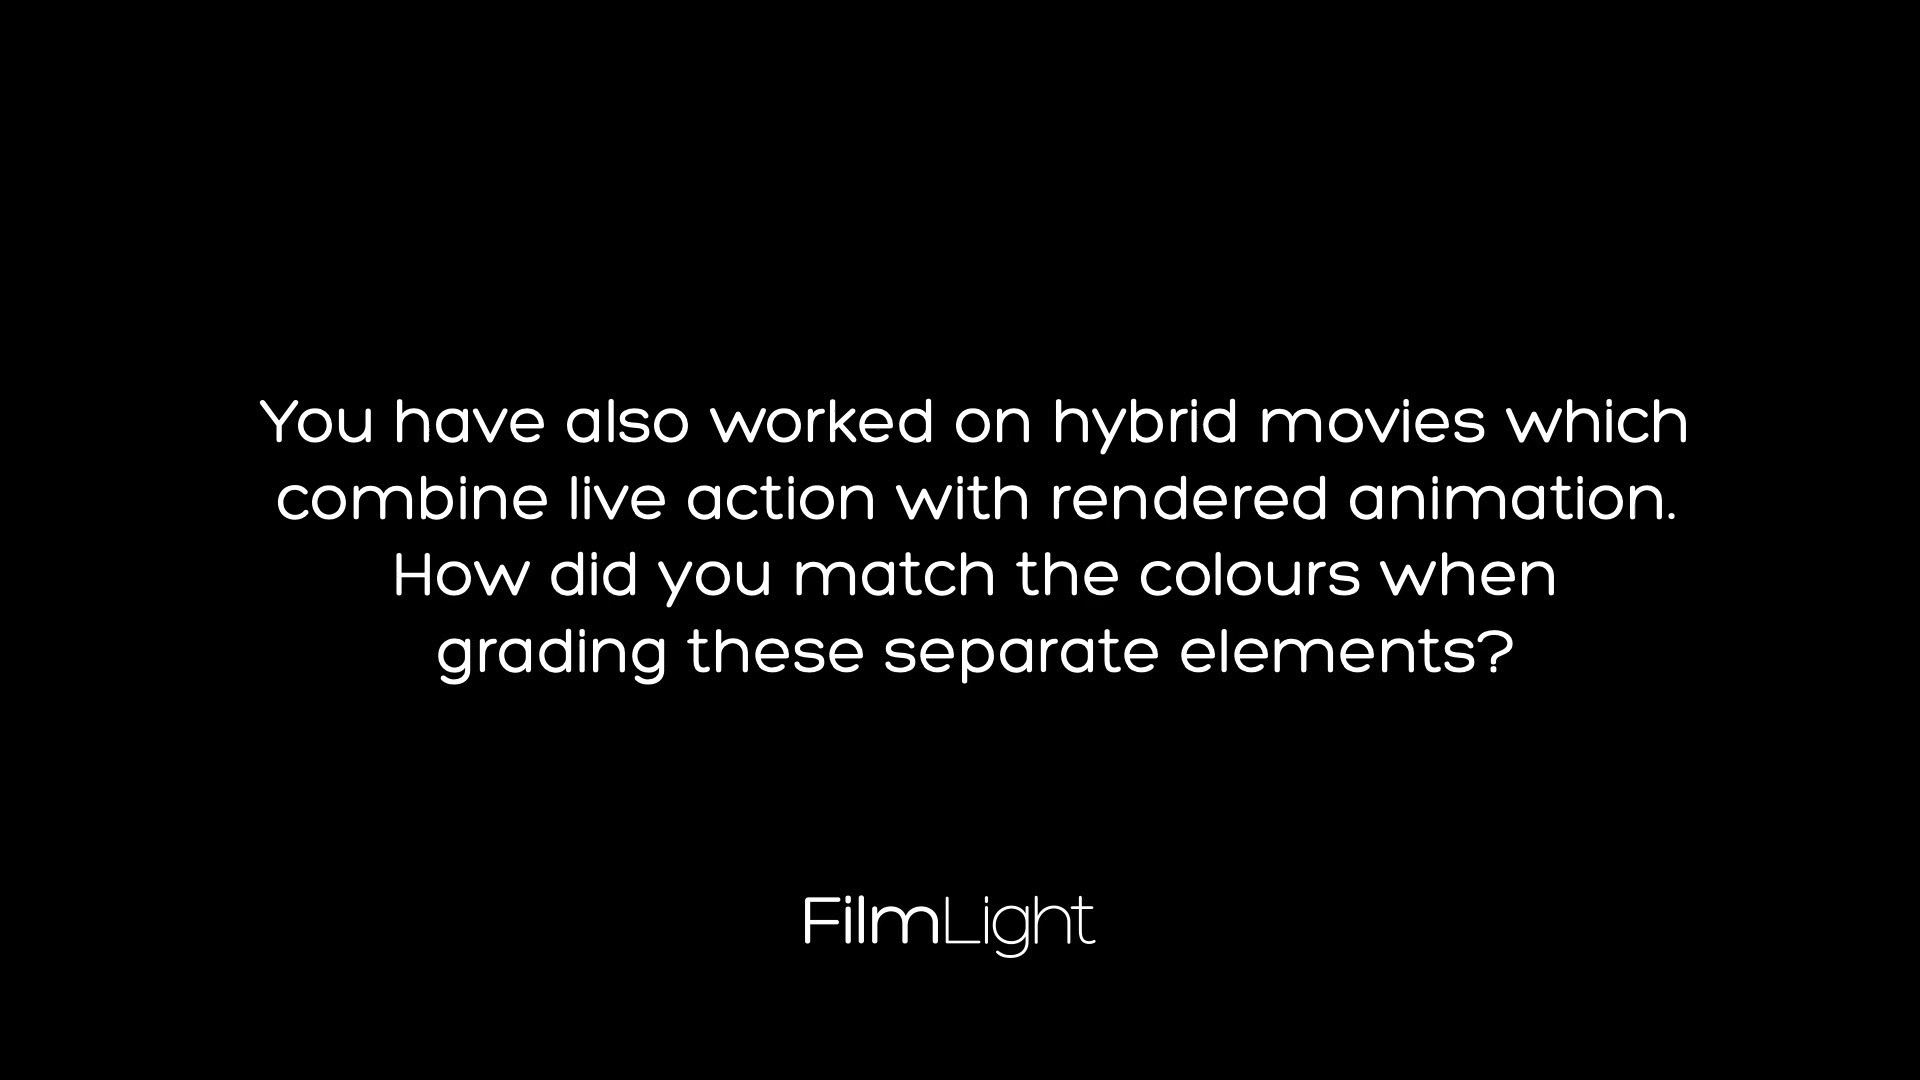 You have also worked on hybrid movies which
combine live action with rendered animation.
How did you match the colours when
grading these separate elements?
FilmLight